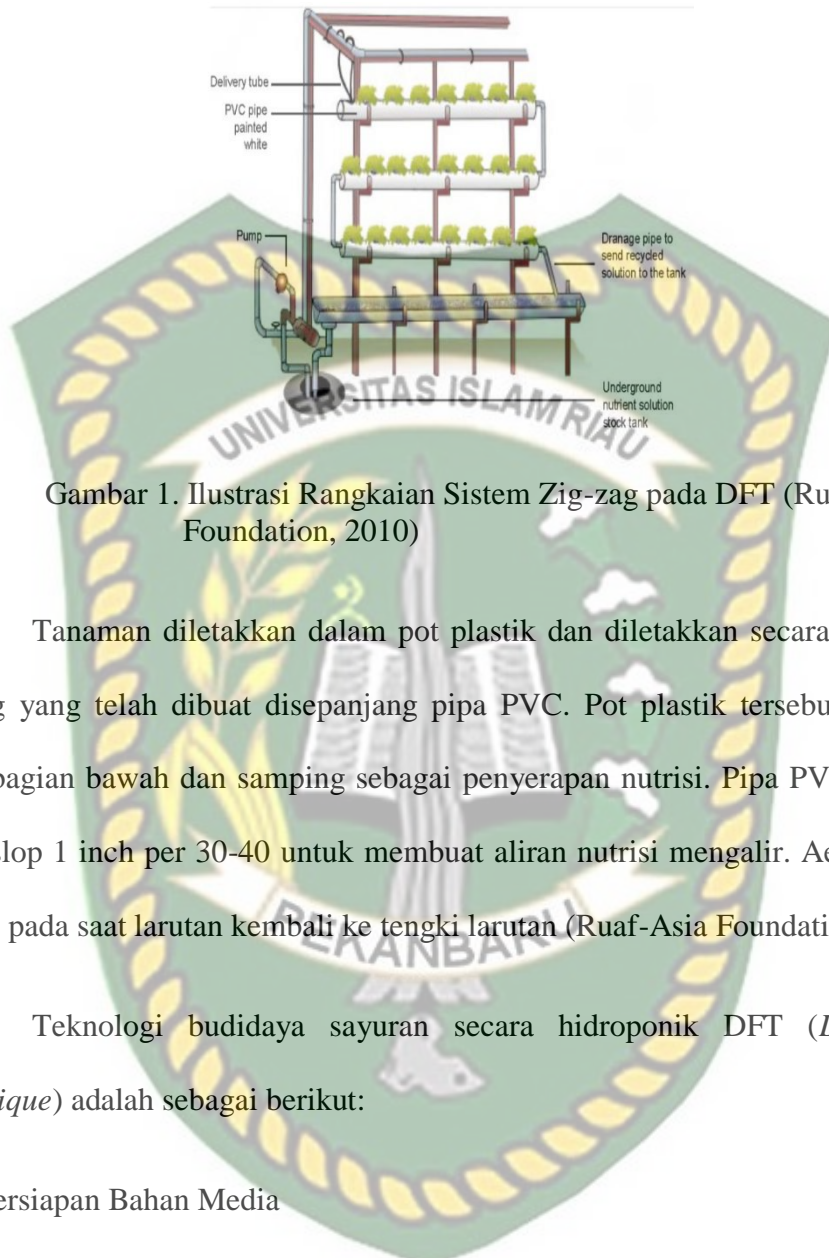 Delivery tube
PVC pipe
painted
white
Pump
Dranage pipe to
send recycled
solution to the tank
Underground
nutrient solution
stock tank
UNIVERSITAS ISLAM RIAU
Gambar 1. Ilustrasi Rangkaian Sistem Zig-zag pada DFT (Ru
Foundation, 2010)
Tanaman diletakkan dalam pot plastik dan diletakkan secara
g yang telah dibuat disepanjang pipa PVC. Pot plastik tersebu
bagian bawah dan samping sebagai penyerapan nutrisi. Pipa PV
lop 1 inch per 30-40 untuk membuat aliran nutrisi mengalir. Ae
pada saat larutan kembali ke tengki larutan (Ruaf-Asia Foundati
PEKANBARU
Teknologi budidaya sayuran secara hidroponik DFT (
ique) adalah sebagai berikut:
ersiapan Bahan Media